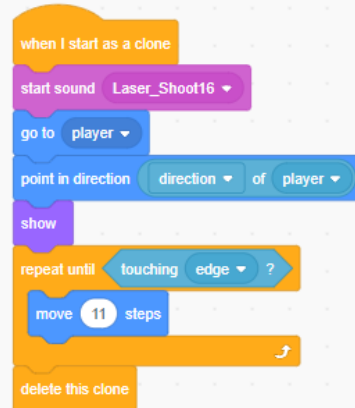 when I start as a clone
start sound Laser_Shoot16
go to player
point in direction direction of player
show
repeat until touching edge ?
move 11 steps
delete this clone